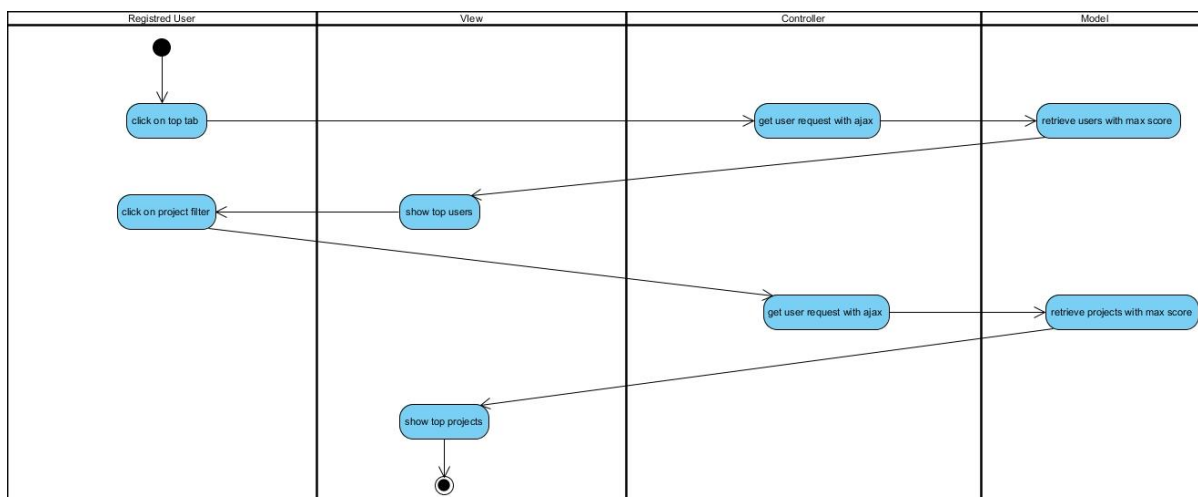 Registred User
VIew
Controller
Model
click on top tab
get user request with ajax
retrieve users with max score
click on project filter
show top users
get user request with ajax
retrieve projects with max score
show top projects